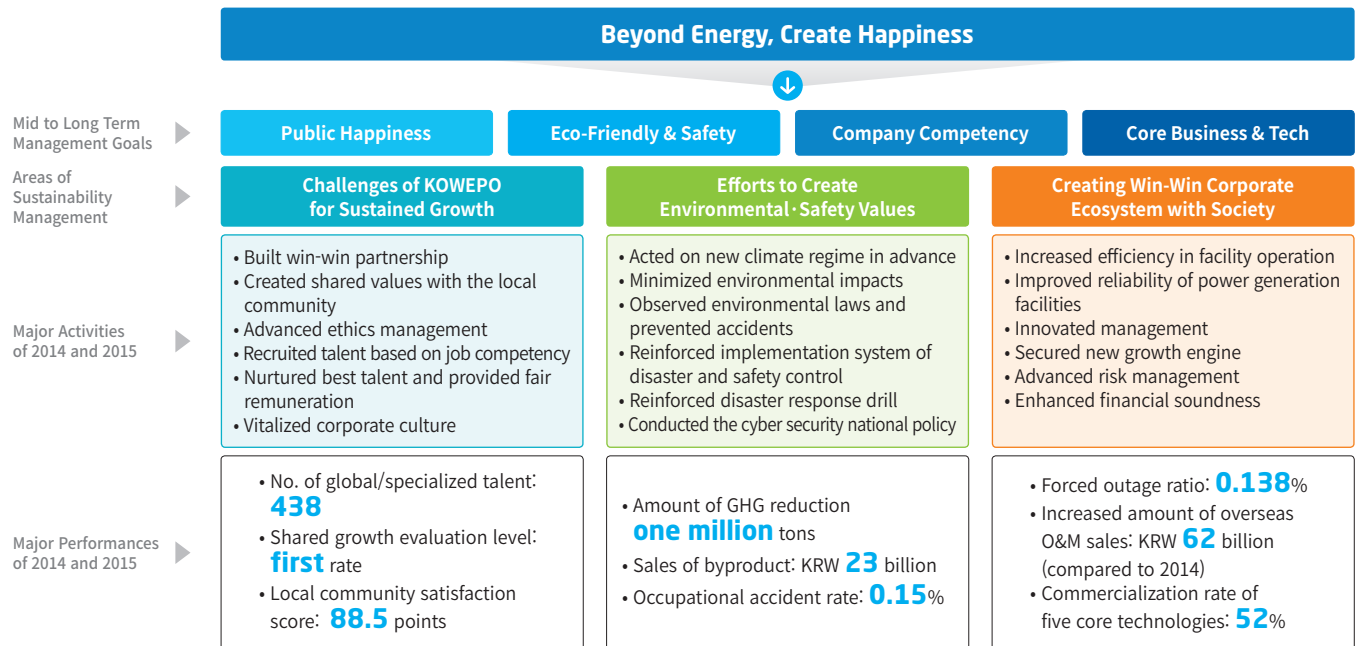 Beyond Energy, Create Happiness
Mid to Long Term
Management Goals
Public Happiness
Eco-Friendly & Safety
Company Competency
Core Business & Tech
Areas of
Sustainability
Management
Challenges of KOWEPO
for Sustained Growth
Efforts to Create
Environmental·Safety Values
Creating Win-Win Corporate
Ecosystem with Society
Major Activities
of 2014 and 2015
• Built win-win partnership
• Created shared values with the local
community
• Advanced ethics management
• Recruited talent based on job competency
• Nurtured best talent and provided fair
remuneration
• Vitalized corporate culture
• Acted on new climate regime in advance
• Minimized environmental impacts
• Observed environmental laws and
prevented accidents
• Reinforced implementation system of
disaster and safety control
• Reinforced disaster response drill
• Conducted the cyber security national policy
• Increased efficiency in facility operation
• Improved reliability of power generation
facilities
• Innovated management
• Secured new growth engine
• Advanced risk management
• Enhanced financial soundness
Major Performances
of 2014 and 2015
• No. of global/specialized talent:
438
• Shared growth evaluation level:
first rate
• Local community satisfaction
score: 88.5 points
• Amount of GHG reduction
one million tons
• Sales of byproduct: KRW 23 billion
• Occupational accident rate: 0.15%
• Forced outage ratio: 0.138%
• Increased amount of overseas
O&M sales: KRW 62 billion
(compared to 2014)
• Commercialization rate of
five core technologies: 52%